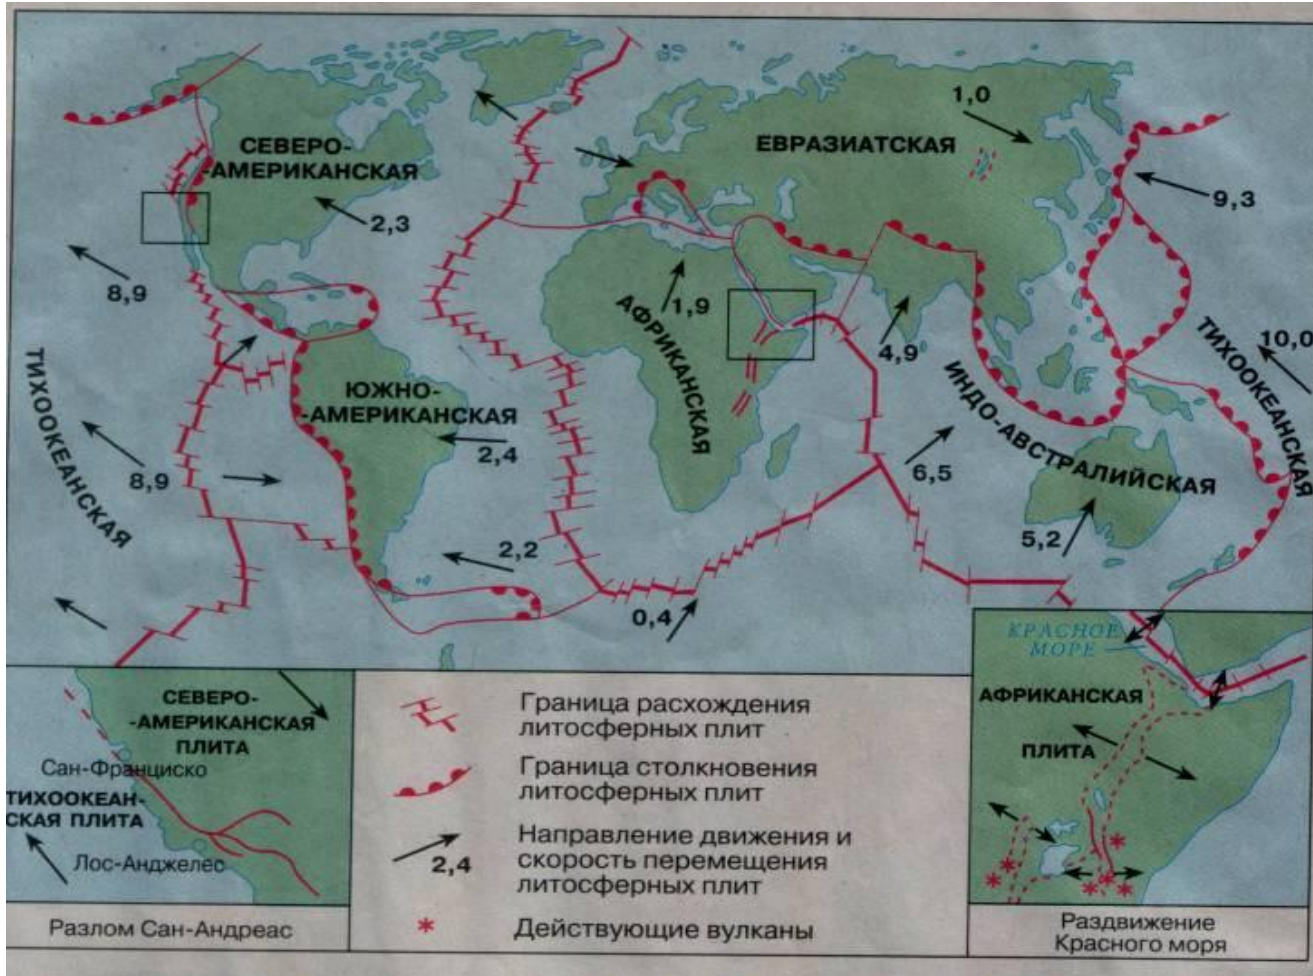 1,0
СЕВЕРО-
-АМЕРИКАНСКАЯ
ЕВРАЗИАТСКАЯ
9,3
2,3
8,9
1,9
АФРИКАНСКАЯ
4,9
10,0
ТИХООКЕАНСКАЯ
ТИХООКЕАНСКАЯ
ЮЖНО-
-АМЕРИКАНСКАЯ
2,4
ИНДО-АВСТРАЛИЙСКАЯ
8,9
6,5
5,2
2,2
0,4
СЕВЕРО-
-АМЕРИКАНСКАЯ
ПЛИТА
Сан-Франциско
ТИХООКЕАН-
СКАЯ ПЛИТА
Лос-Анджелес
Разлом Сан-Андреас
Граница расхождения
литосферных плит
Граница столкновения
литосферных плит
2,4
Направление движения и
скорость перемещения
литосферных плит
Действующие вулканы
КРАСНОЕ
МОРЕ
АФРИКАНСКАЯ
ПЛИТА
Раздвижение
Красного моря